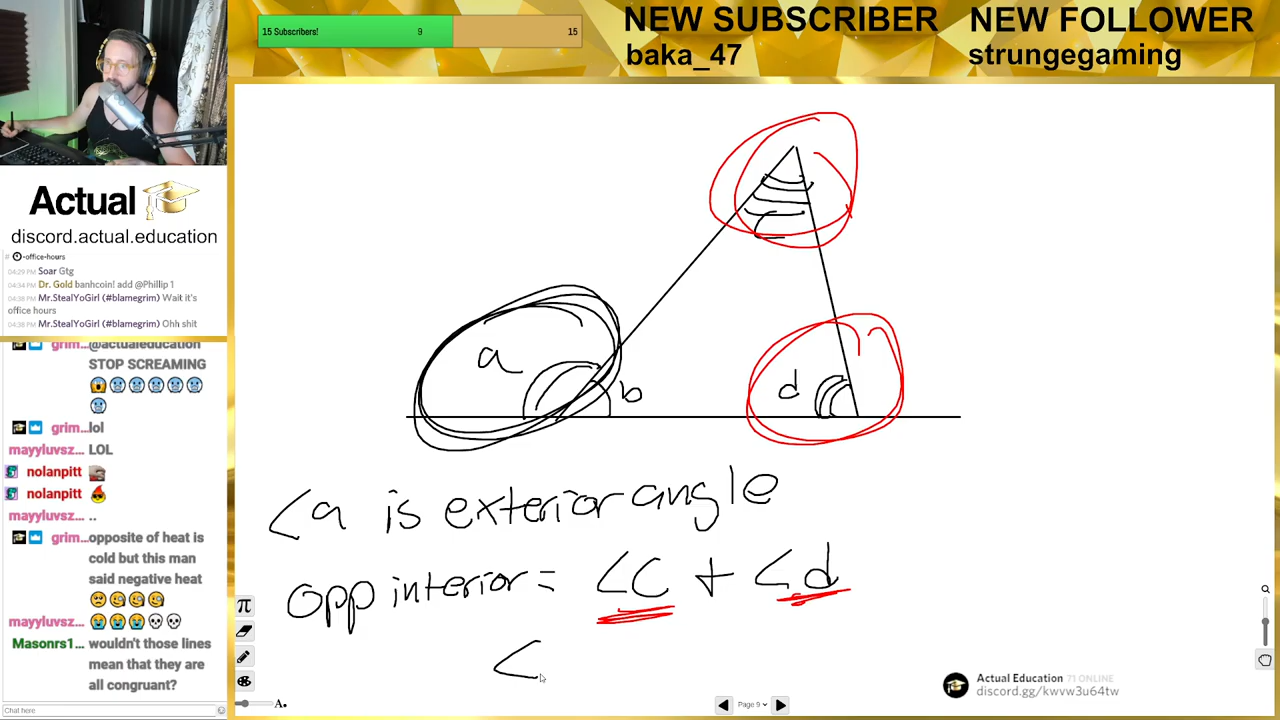 15 Subscribers!
9
15
NEW SUBSCRIBER
baka_47
NEW FOLLOWER
strungegaming
Actual
discord.actual.education
# -office-hours
04:29 PM Soar Gtg
04:34 PM Dr. Gold banhcoin! add @Phillip 1
04:38 PM Mr.StealYoGirl (#blamegrim) Wait it's
office hours
04:38 PM Mr.StealYoGirl (#blamegrim) Ohh shit
grim... @actualeducation
STOP SCREAMING
grim... lol
mayyluvsz... LOL
nolanpitt
nolanpitt
mayyluvsz... ..
grim... opposite of heat is
cold but this man
said negative heat
mayyluvsz...
Masonrs1... wouldn't those lines
mean that they are
all congruent?
Chat here
c
a
b
d
<a is exterior angle
opp interior = <c + <d
<
π
A.
Page 9
Actual Education 71 ONLINE
discord.gg/kwvw3u64tw